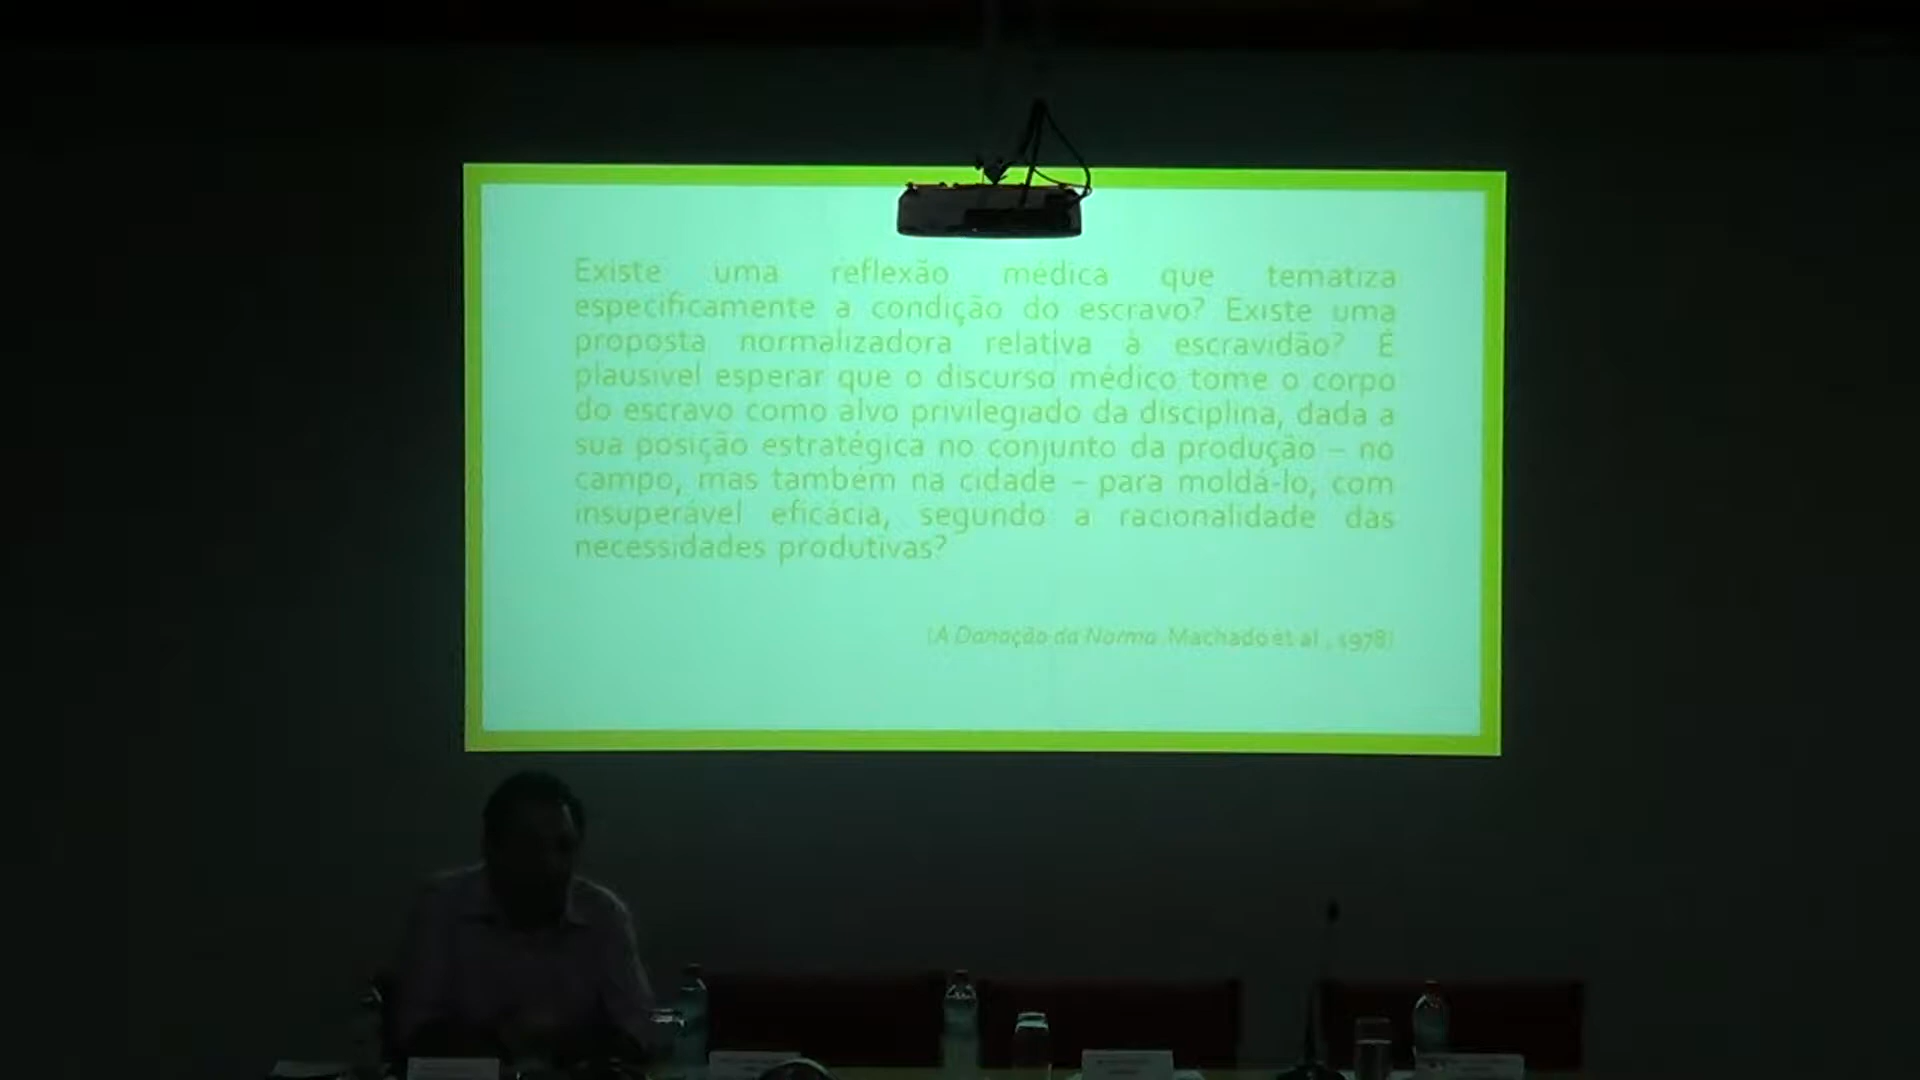 Existe uma reflexão médica que tematiza
especificamente a condição do escravo? Existe uma
proposta normalizadora relativa à escravidão? É
plausível esperar que o discurso médico tome o corpo
do escravo como alvo privilegiado da disciplina, dada a
sua posição estratégica no conjunto da produção – no
campo, mas também na cidade – para moldá-lo, com
insuperável eficácia, segundo a racionalidade das
necessidades produtivas?
(A Danação da Norma. Machado et al., 1978)